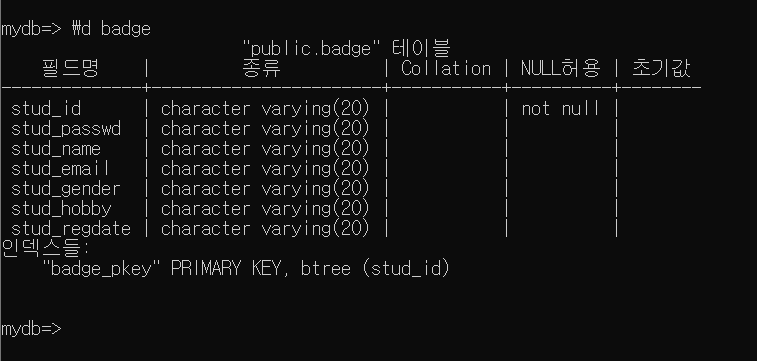 mydb=> ₩d badge
"public.badge" 테이블
필드명 | 종류 | Collation | NULL허용 | 초기값
--------------+-----------------------+-----------+----------+--------
stud_id | character varying(20) | | not null |
stud_passwd | character varying(20) | | |
stud_name | character varying(20) | | |
stud_email | character varying(20) | | |
stud_gender | character varying(20) | | |
stud_hobby | character varying(20) | | |
stud_regdate | character varying(20) | | |
인덱스들:
"badge_pkey" PRIMARY KEY, btree (stud_id)
mydb=>